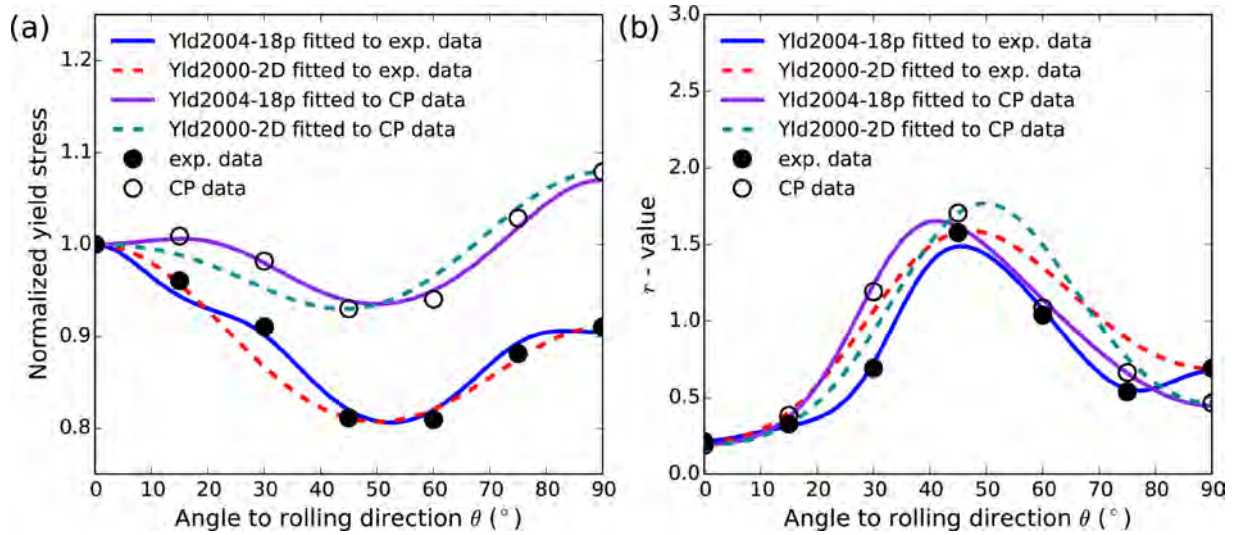 (a)
Yld2004-18p fitted to exp. data
Yld2000-2D fitted to exp. data
Yld2004-18p fitted to CP data
Yld2000-2D fitted to CP data
exp. data
CP data
Normalized yield stress
1.2
1.1
1.0
0.9
0.8
0 10 20 30 40 50 60 70 80 90
Angle to rolling direction θ (°)
(b)
Yld2004-18p fitted to exp. data
Yld2000-2D fitted to exp. data
Yld2004-18p fitted to CP data
Yld2000-2D fitted to CP data
exp. data
CP data
r - value
3.0
2.5
2.0
1.5
1.0
0.5
0.0
0 10 20 30 40 50 60 70 80 90
Angle to rolling direction θ (°)